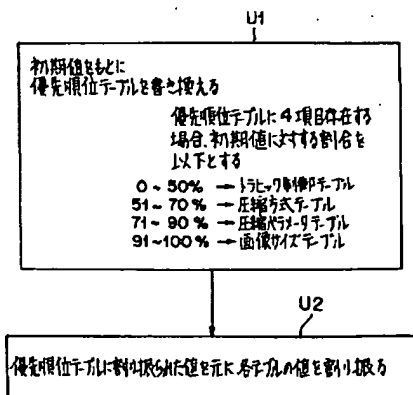 U1
初期値をもとに
優先順位テーブルを書き換える
優先順位テーブルに4項目存在する
場合、初期値に対する割合を
以下とする
0~50% → トラヒック制御テーブル
51~70% → 圧縮方式テーブル
71~90% → 圧縮パラメータテーブル
91~100% → 画像サイズテーブル
U2
優先順位テーブルに割り振られた値を元に各テーブルの値を割り振る